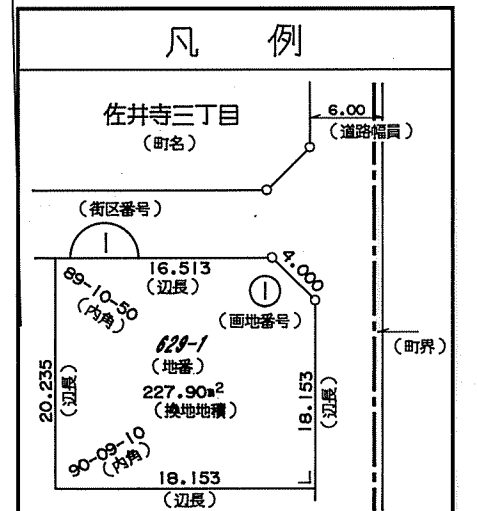 凡 例
佐井寺三丁目
(町名)
6.00
(道路幅員)
(街区番号)
1
16.513
(辺長)
4.000
89-10-50
(内角)
1
(画地番号)
629-1
(地番)
(町界)
20.235
(辺長)
227.90m²
(換地地積)
18.153
(辺長)
90-09-10
(内角)
18.153
(辺長)